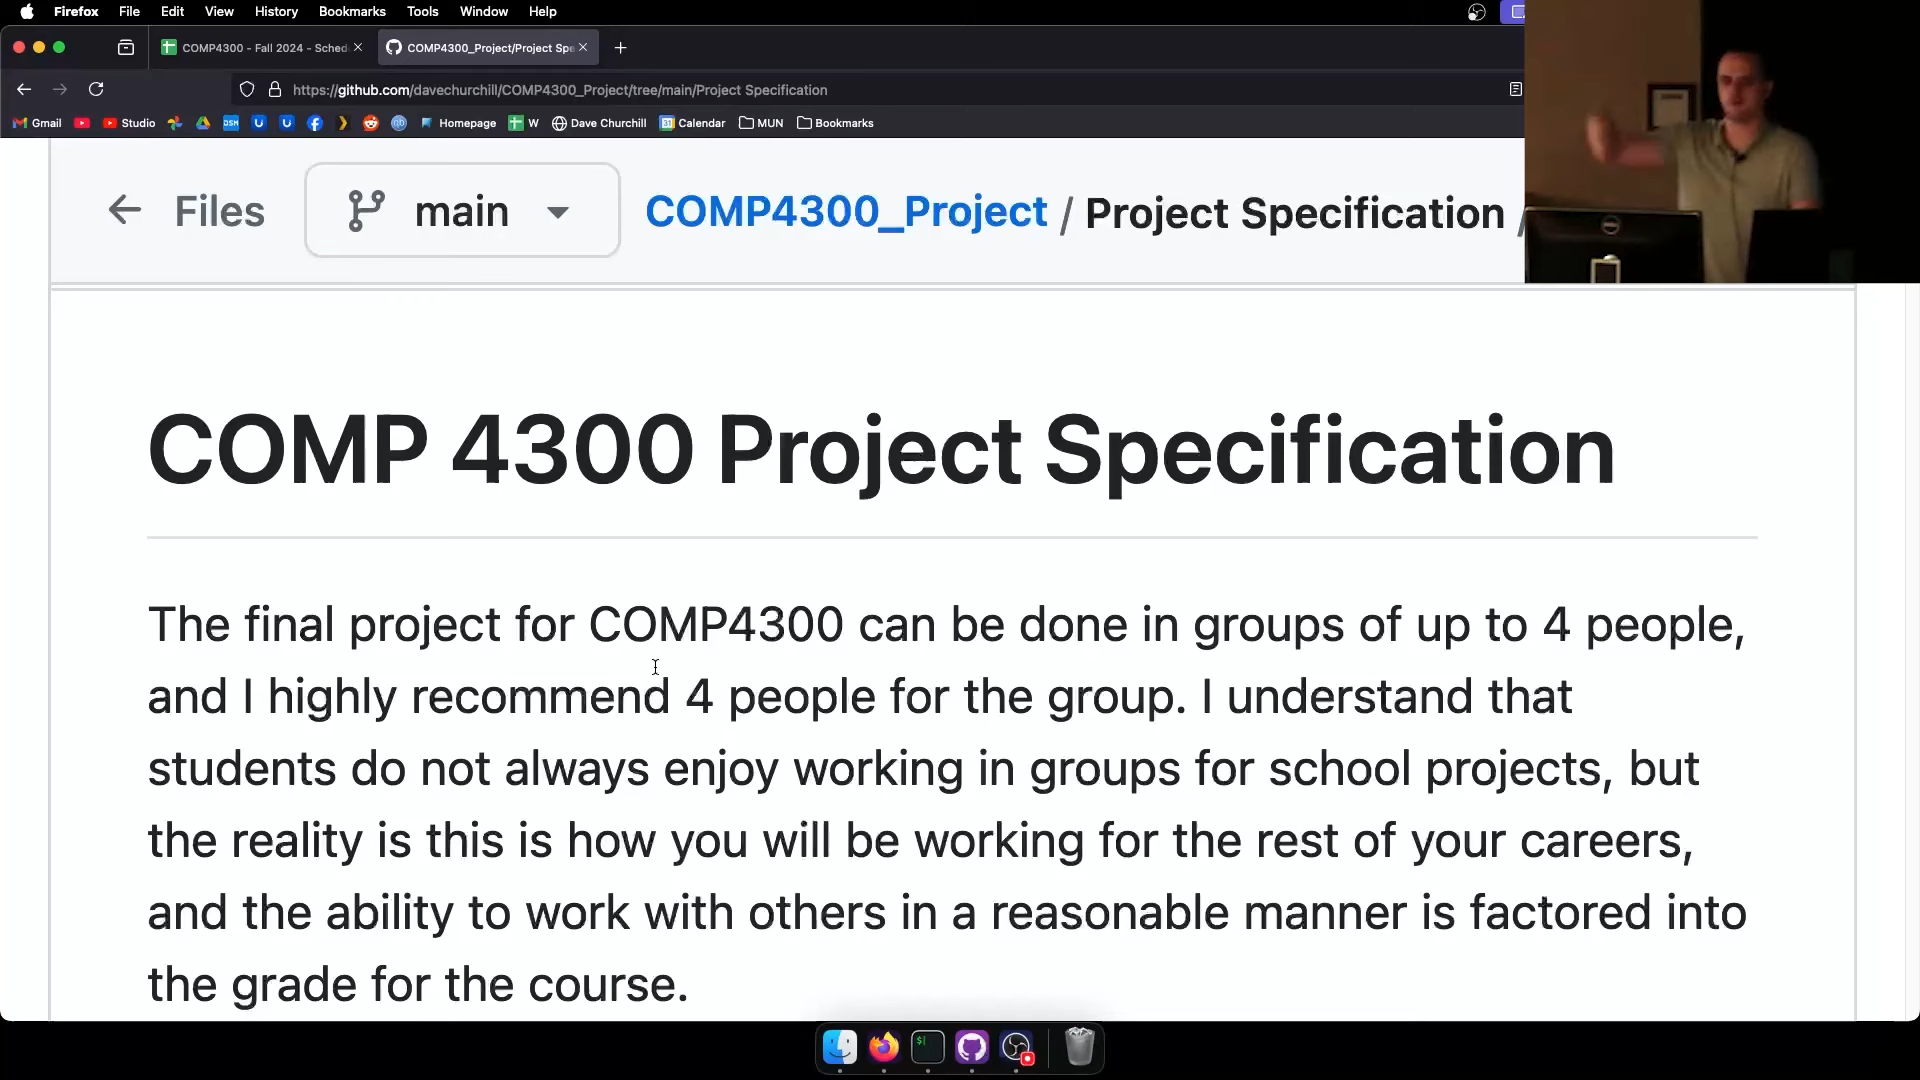 Firefox File Edit View History Bookmarks Tools Window Help
COMP4300 - Fall 2024 - Sched
COMP4300_Project/Project Spe
https://github.com/davechurchill/COMP4300_Project/tree/main/Project Specification
Gmail Studio DSM U U Homepage W Dave Churchill Calendar MUN Bookmarks
Files main COMP4300_Project / Project Specification /
COMP 4300 Project Specification
The final project for COMP4300 can be done in groups of up to 4 people,
and I highly recommend 4 people for the group. I understand that
students do not always enjoy working in groups for school projects, but
the reality is this is how you will be working for the rest of your careers,
and the ability to work with others in a reasonable manner is factored into
the grade for the course.